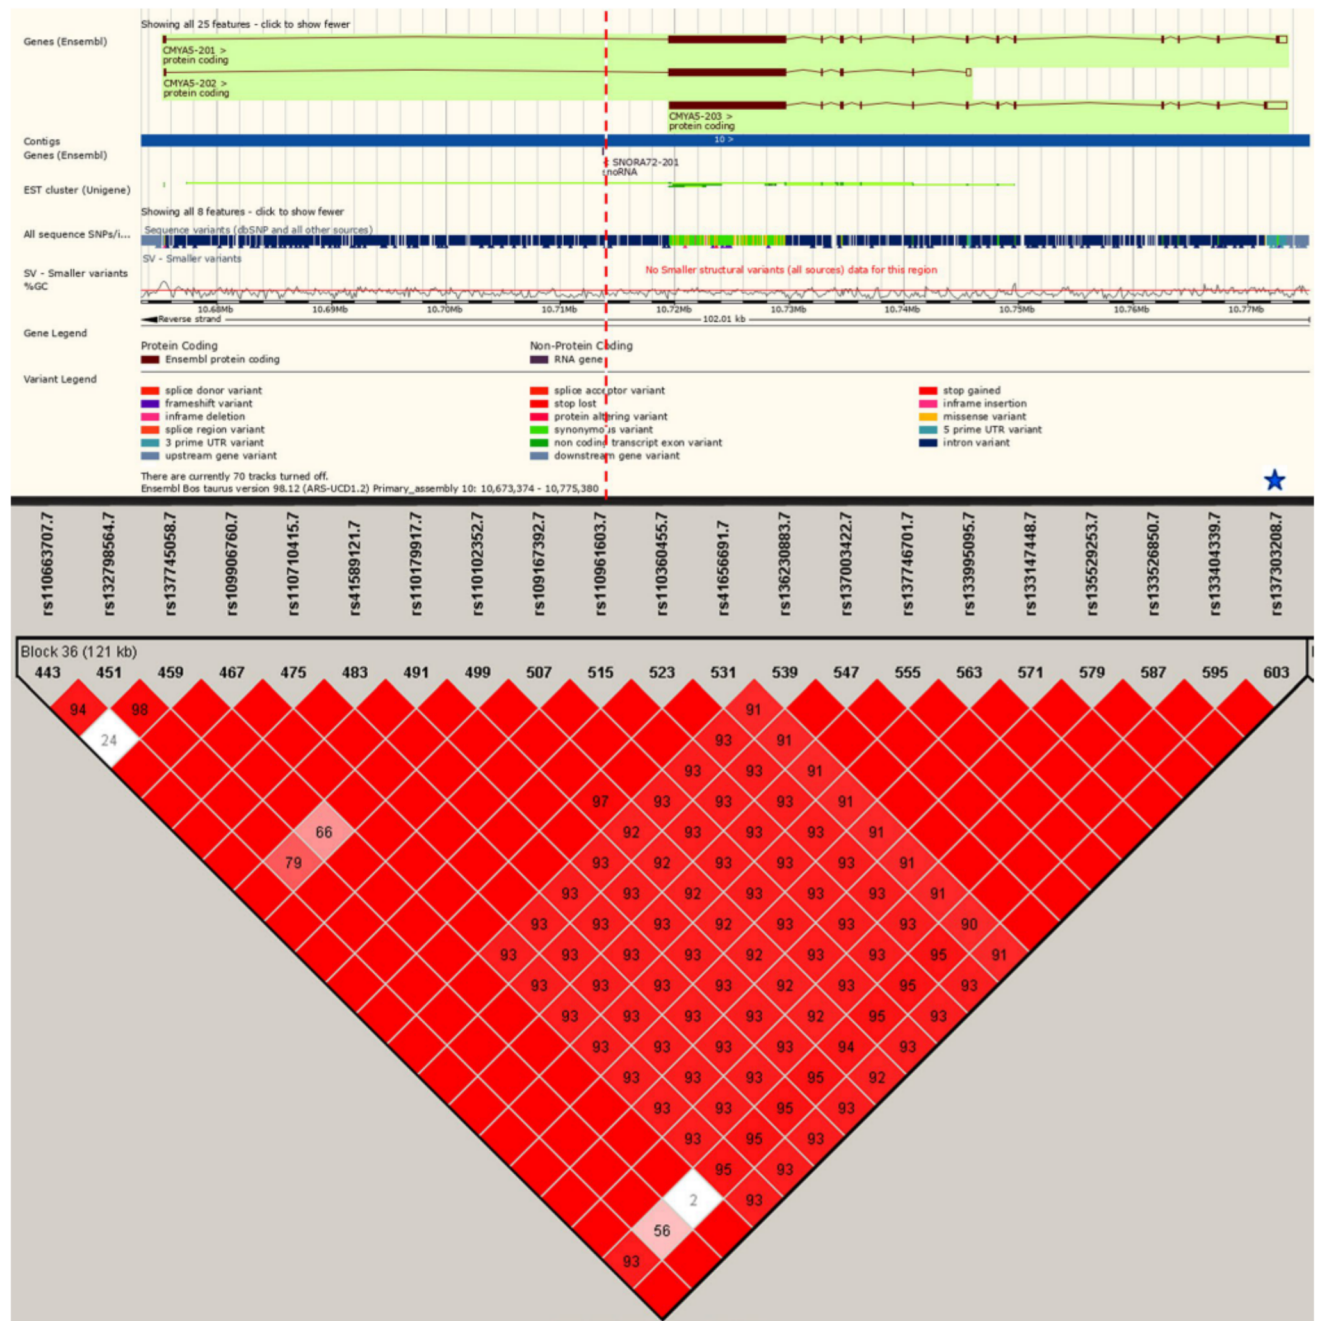 Showing all 25 features - click to show fewer
Genes (Ensembl)
CMYA5-201 >
protein coding
CMYA5-202 >
protein coding
CMYA5-203 >
protein coding
Contigs
10 >
Genes (Ensembl)
SNORA72-201
snoRNA
EST cluster (Unigene)
Showing all 8 features - click to show fewer
All sequence SNPs/i...
Sequence variants (dbSNP and all other sources)
SV - Smaller variants
SV - Smaller variants
No Smaller structural variants (all sources) data for this region
%GC
10.68Mb 10.69Mb 10.70Mb 10.71Mb 10.72Mb 10.73Mb 10.74Mb 10.75Mb 10.76Mb 10.77Mb
Reverse strand 102.01 kb
Gene Legend
Protein Coding Non-Protein Coding
Ensembl protein coding RNA gene
Variant Legend
splice donor variant splice acceptor variant stop gained
frameshift variant stop lost inframe insertion
inframe deletion protein altering variant missense variant
splice region variant synonymous variant 5 prime UTR variant
3 prime UTR variant non coding transcript exon variant intron variant
upstream gene variant downstream gene variant
There are currently 70 tracks turned off.
Ensembl Bos taurus version 98.12 (ARS-UCD1.2) Primary_assembly 10: 10,673,374 - 10,775,380
rs110663707.7
rs132798564.7
rs137745058.7
rs109906760.7
rs110710415.7
rs41589121.7
rs110179917.7
rs110102352.7
rs109167392.7
rs110961603.7
rs110360455.7
rs41656691.7
rs136230883.7
rs137003422.7
rs137746701.7
rs133995095.7
rs133147448.7
rs135529253.7
rs133526850.7
rs133404339.7
rs137303208.7
Block 36 (121 kb)
443 451 459 467 475 483 491 499 507 515 523 531 539 547 555 563 571 579 587 595 603
94 98 91
24 93 91
93 93 91
97 93 93 93 91
66 92 93 93 93 91
79 93 92 93 93 93 91
93 93 92 93 93 93 91
93 93 93 92 93 93 93 90
93 93 93 93 92 93 93 95 91
93 93 93 93 92 93 95 93
93 93 93 93 92 95 93
93 93 93 93 94 93
93 93 93 95 92
93 93 95 93
93 95 93
95 93
2 93
56
93